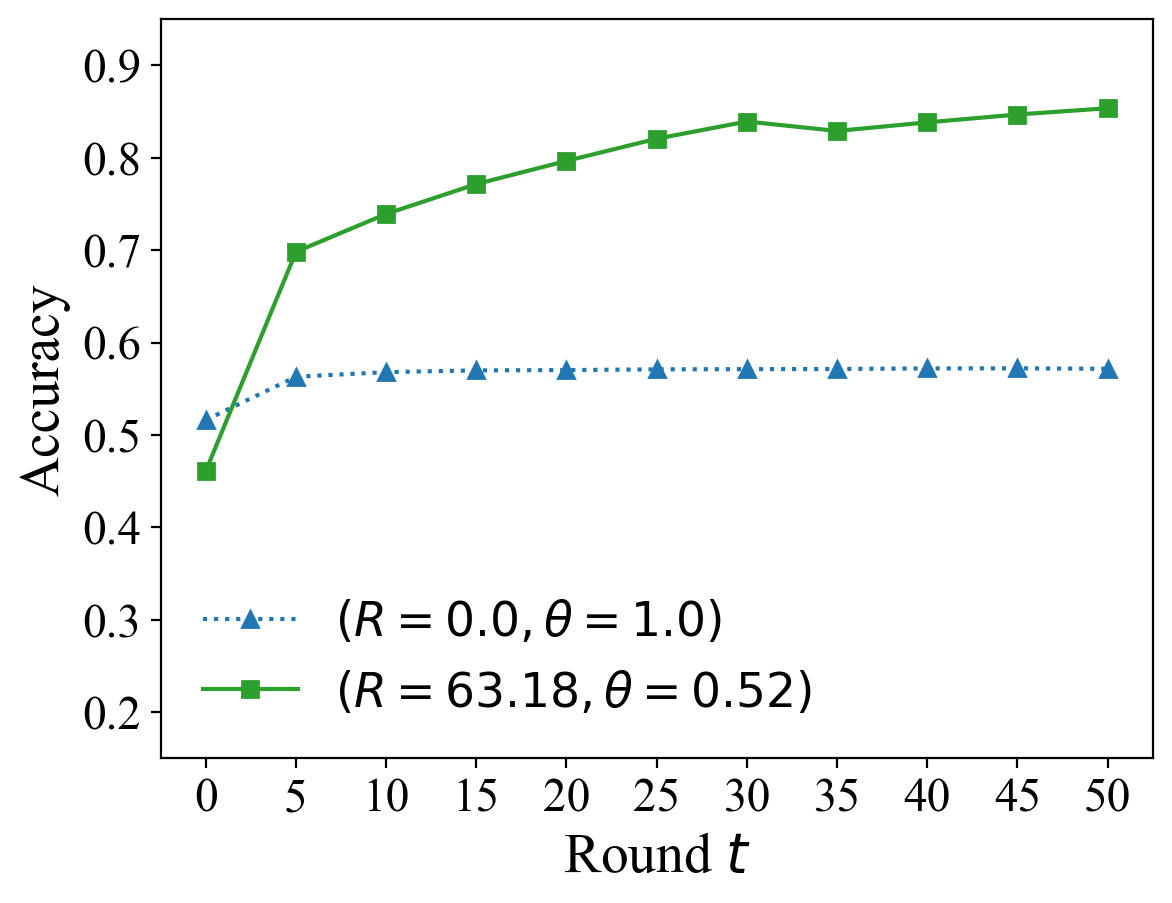 Accuracy
0.9
0.8
0.7
0.6
0.5
0.4
0.3
0.2
(R = 0.0, θ = 1.0)
(R = 63.18, θ = 0.52)
0 5 10 15 20 25 30 35 40 45 50
Round t